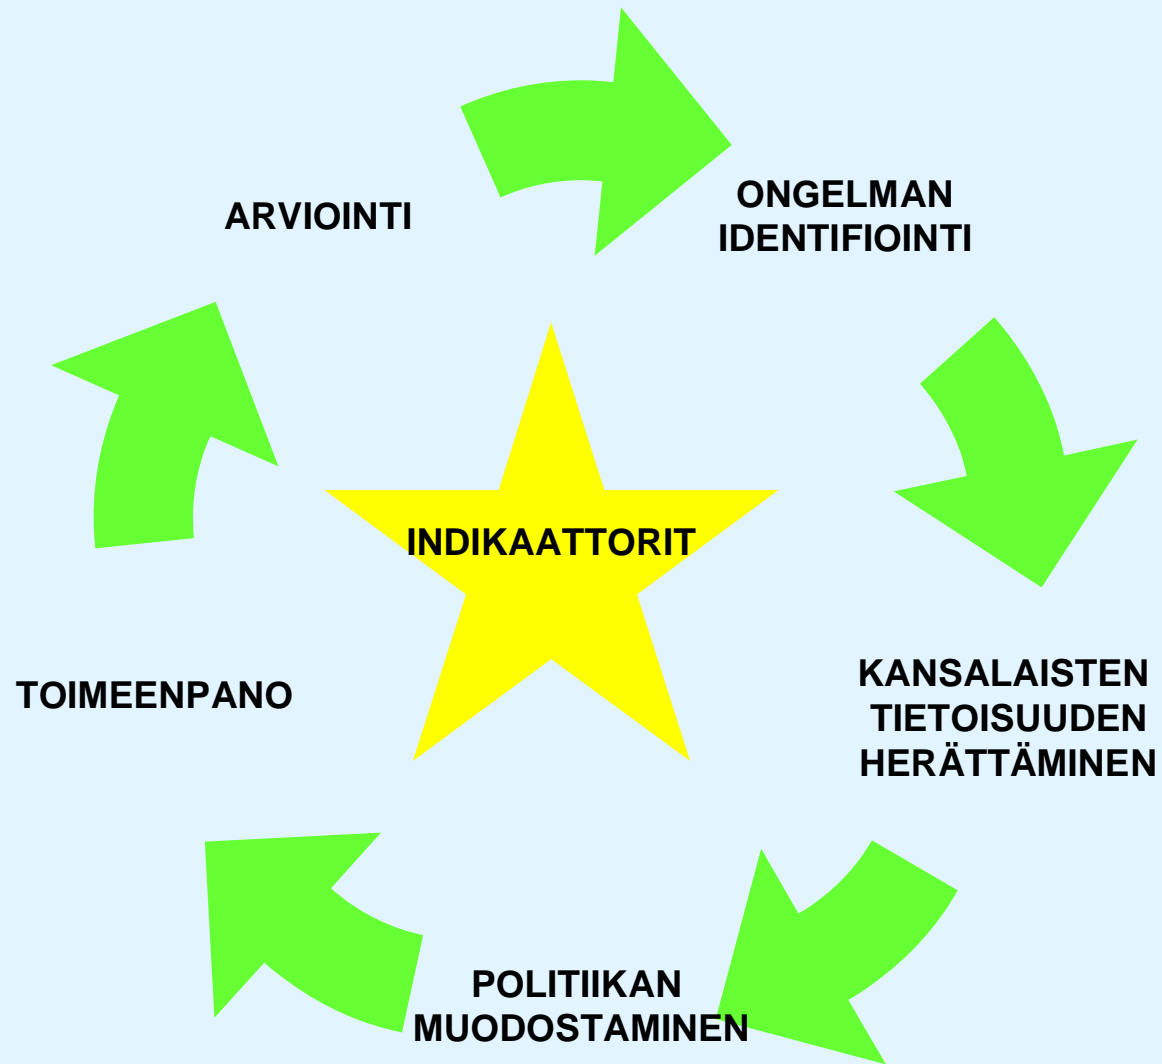 ARVIOINTI
ONGELMAN
IDENTIFIOINTI
INDIKAATTORIT
TOIMEENPANO
KANSALAISTEN
TIETOISUUDEN
HERÄTTÄMINEN
POLITIIKAN
MUODOSTAMINEN